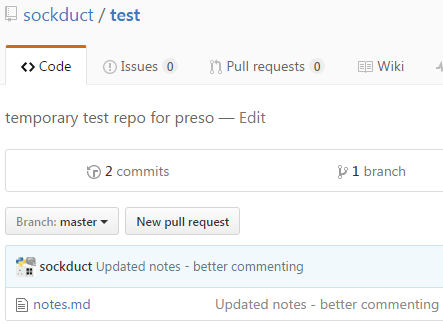 sockduct / test
Code Issues 0 Pull requests 0 Wiki
temporary test repo for preso — Edit
2 commits 1 branch
Branch: master New pull request
sockduct Updated notes - better commenting
notes.md Updated notes - better commenting